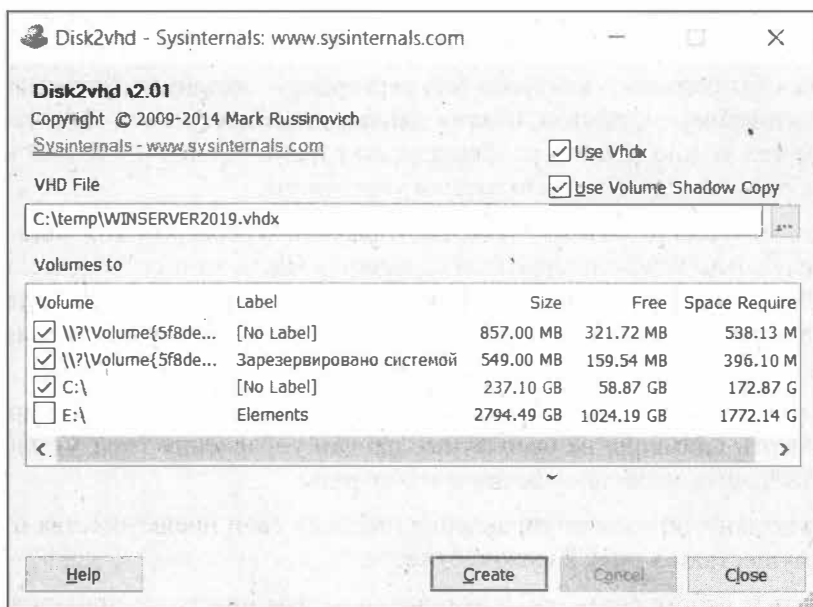 Disk2vhd - Sysinternals: www.sysinternals.com
Disk2vhd v2.01
Copyright © 2009-2014 Mark Russinovich
Sysinternals - www.sysinternals.com
Use Vhdx
VHD File
Use Volume Shadow Copy
C:\temp\WINSERVER2019.vhdx
...
Volumes to
Volume Label Size Free Space Require
\\?\Volume{5f8de... [No Label] 857.00 MB 321.72 MB 538.13 M
\\?\Volume{5f8de... Зарезервировано системой 549.00 MB 159.54 MB 396.10 M
C:\ [No Label] 237.10 GB 58.87 GB 172.87 G
E:\ Elements 2794.49 GB 1024.19 GB 1772.14 G
Help Create Cancel Close